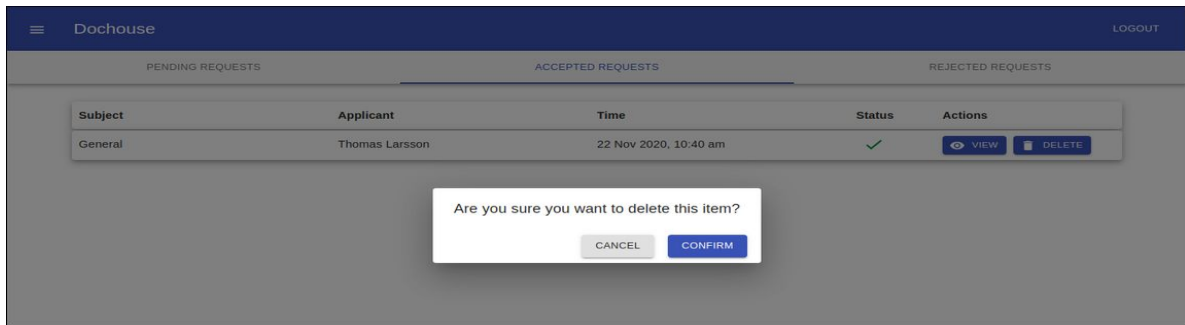 Dochouse LOGOUT
PENDING REQUESTS ACCEPTED REQUESTS REJECTED REQUESTS
Subject Applicant Time Status Actions
General Thomas Larsson 22 Nov 2020, 10:40 am VIEW DELETE
Are you sure you want to delete this item?
CANCEL CONFIRM